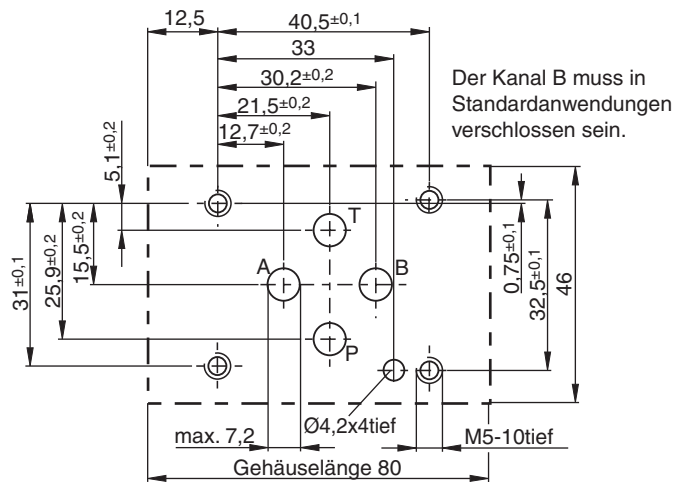 12,5
40,5±0,1
33
30,2±0,2
21,5±0,2
12,7±0,2
Der Kanal B muss in
Standardanwendungen
verschlossen sein.
5,1±0,2
T
A
B
P
31±0,1
25,9±0,2
15,5±0,2
0,75±0,1
32,5±0,1
46
Ø4,2x4tief
max. 7,2
M5-10tief
Gehäuselänge 80